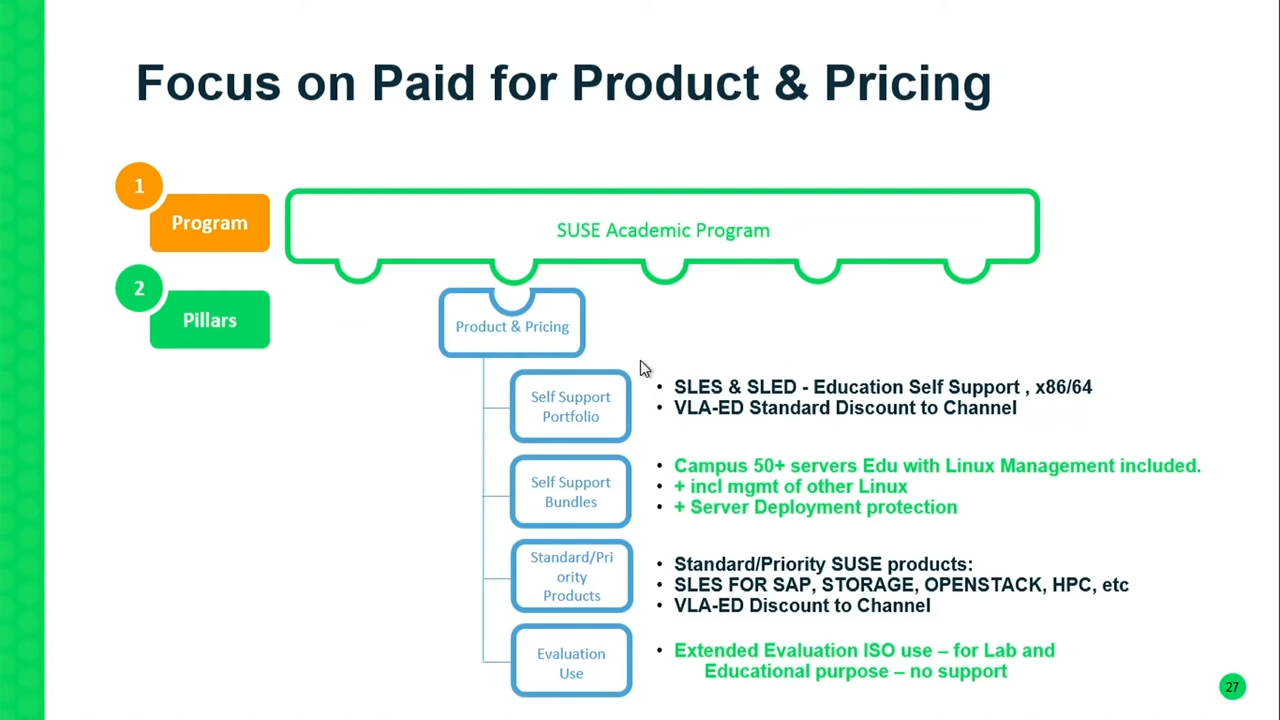 Focus on Paid for Product & Pricing
1
Program
SUSE Academic Program
2
Pillars
Product & Pricing
Self Support
Portfolio
• SLES & SLED - Education Self Support , x86/64
• VLA-ED Standard Discount to Channel
Self Support
Bundles
• Campus 50+ servers Edu with Linux Management included.
• + incl mgmt of other Linux
• + Server Deployment protection
Standard/Pri
ority
Products
• Standard/Priority SUSE products:
• SLES FOR SAP, STORAGE, OPENSTACK, HPC, etc
• VLA-ED Discount to Channel
Evaluation
Use
• Extended Evaluation ISO use – for Lab and
Educational purpose – no support
27